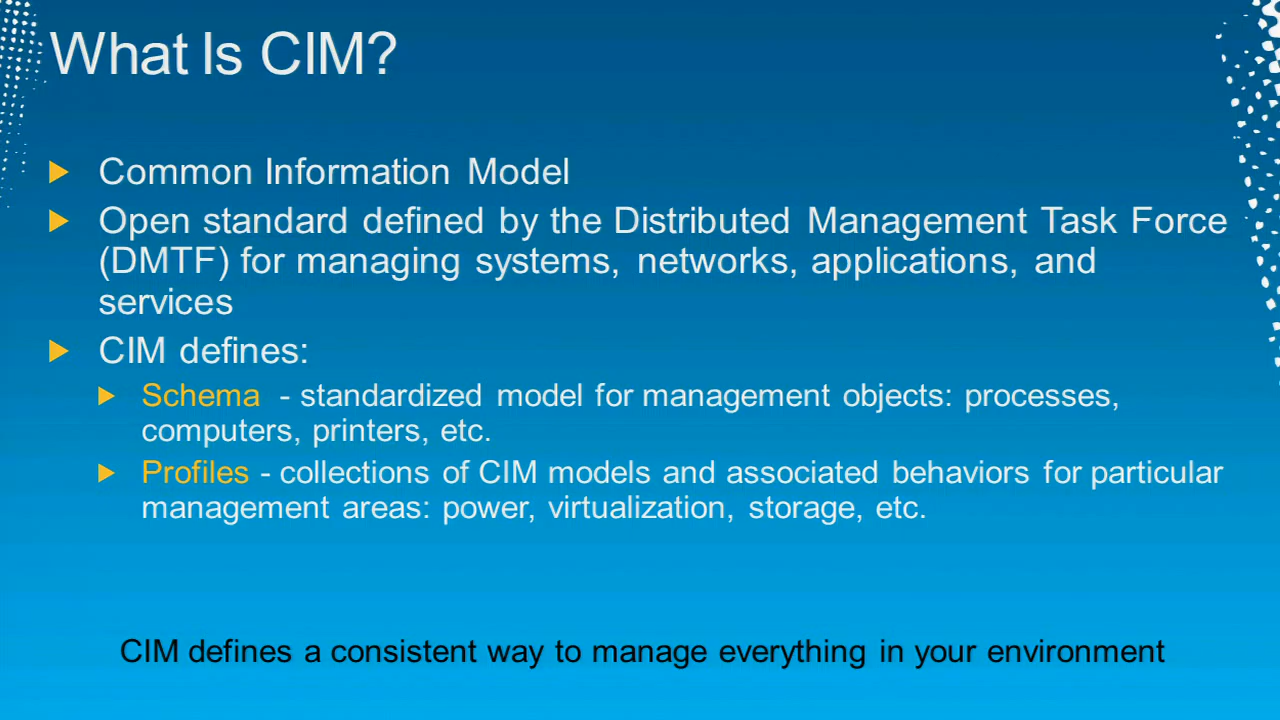 What Is CIM?
Common Information Model
Open standard defined by the Distributed Management Task Force
(DMTF) for managing systems, networks, applications, and
services
CIM defines:
Schema - standardized model for management objects: processes,
computers, printers, etc.
Profiles - collections of CIM models and associated behaviors for particular
management areas: power, virtualization, storage, etc.
CIM defines a consistent way to manage everything in your environment